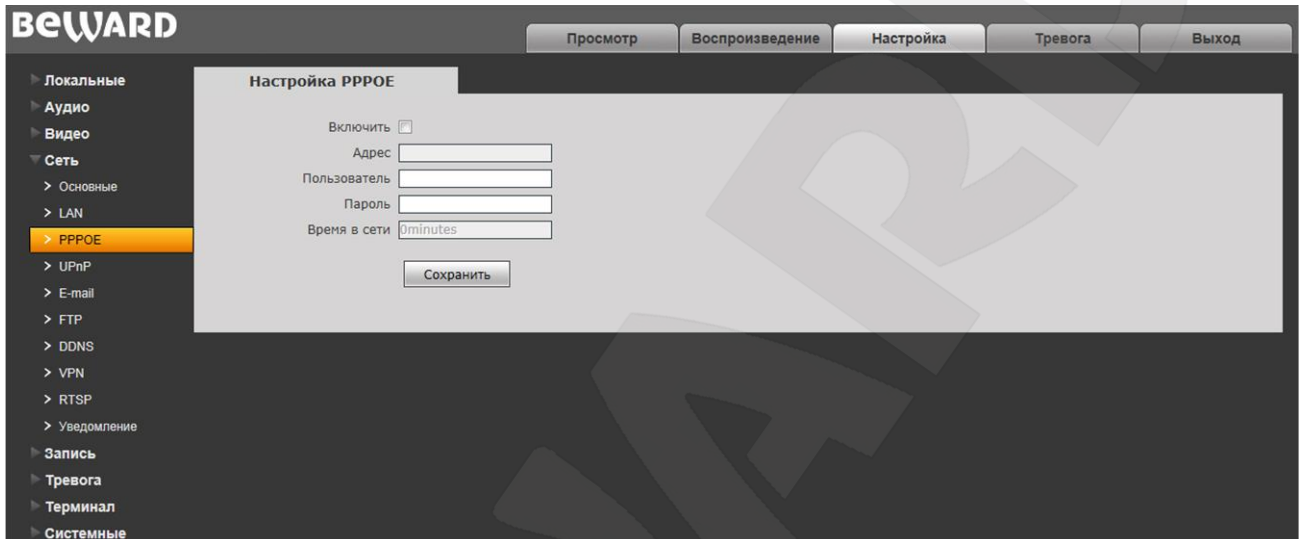 BEWARD
Просмотр Воспроизведение Настройка Тревога Выход
Локальные
Аудио
Видео
Сеть
Основные
LAN
PPPOE
UPnP
E-mail
FTP
DDNS
VPN
RTSP
Уведомление
Запись
Тревога
Терминал
Системные
Настройка PPPOE
Включить
Адрес
Пользователь
Пароль
Время в сети 0minutes
Сохранить